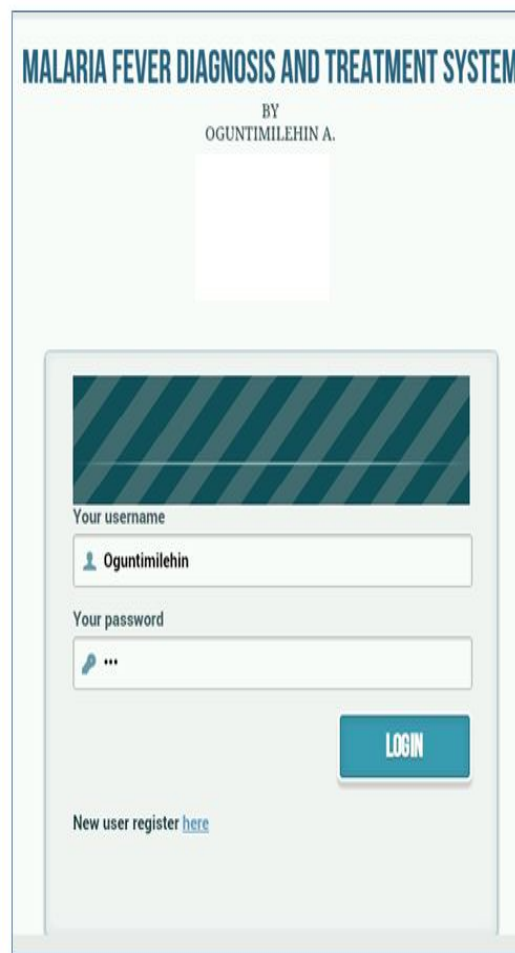 MALARIA FEVER DIAGNOSIS AND TREATMENT SYSTEM
BY
OGUNTIMILEHIN A.
Your username
Oguntimilehin
Your password
•••
LOGIN
New user register here